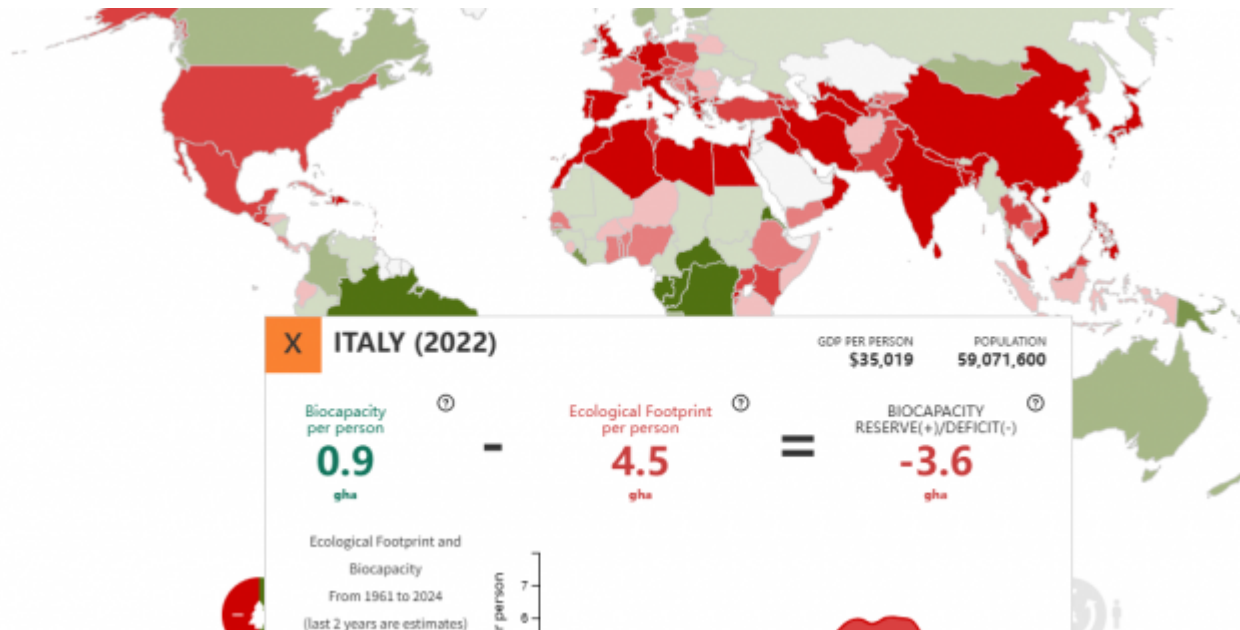 X
ITALY (2022)
GDP PER PERSON
$35,019
POPULATION
59,071,600
Biocapacity
per person
0.9
gha
-
Ecological Footprint
per person
4.5
gha
=
BIOCAPACITY
RESERVE(+)/DEFICIT(-)
-3.6
gha
Ecological Footprint and
Biocapacity
From 1961 to 2024
(last 2 years are estimates)
r person
7
6